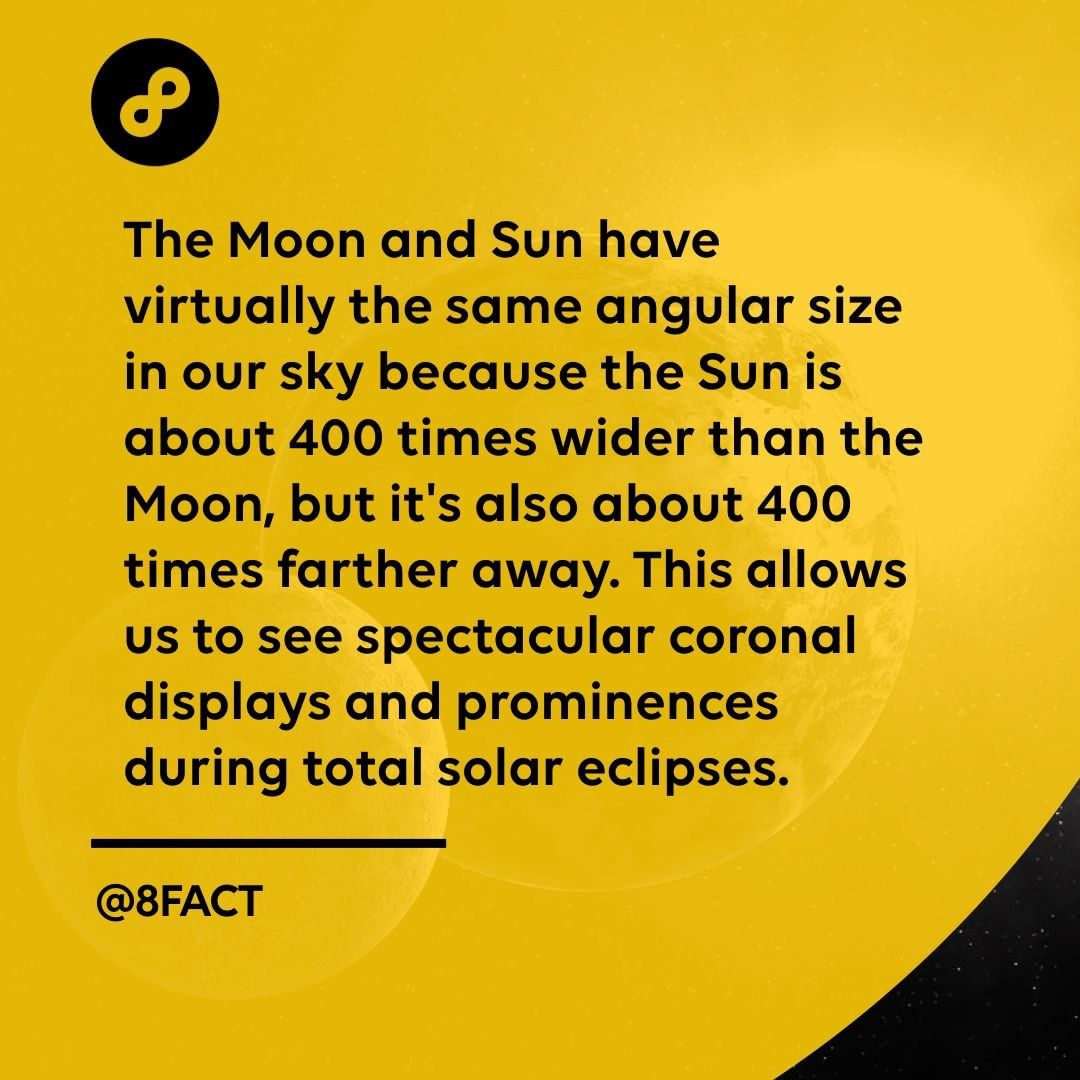 The Moon and Sun have
virtually the same angular size
in our sky because the Sun is
about 400 times wider than the
Moon, but it's also about 400
times farther away. This allows
us to see spectacular coronal
displays and prominences
during total solar eclipses.
@8FACT